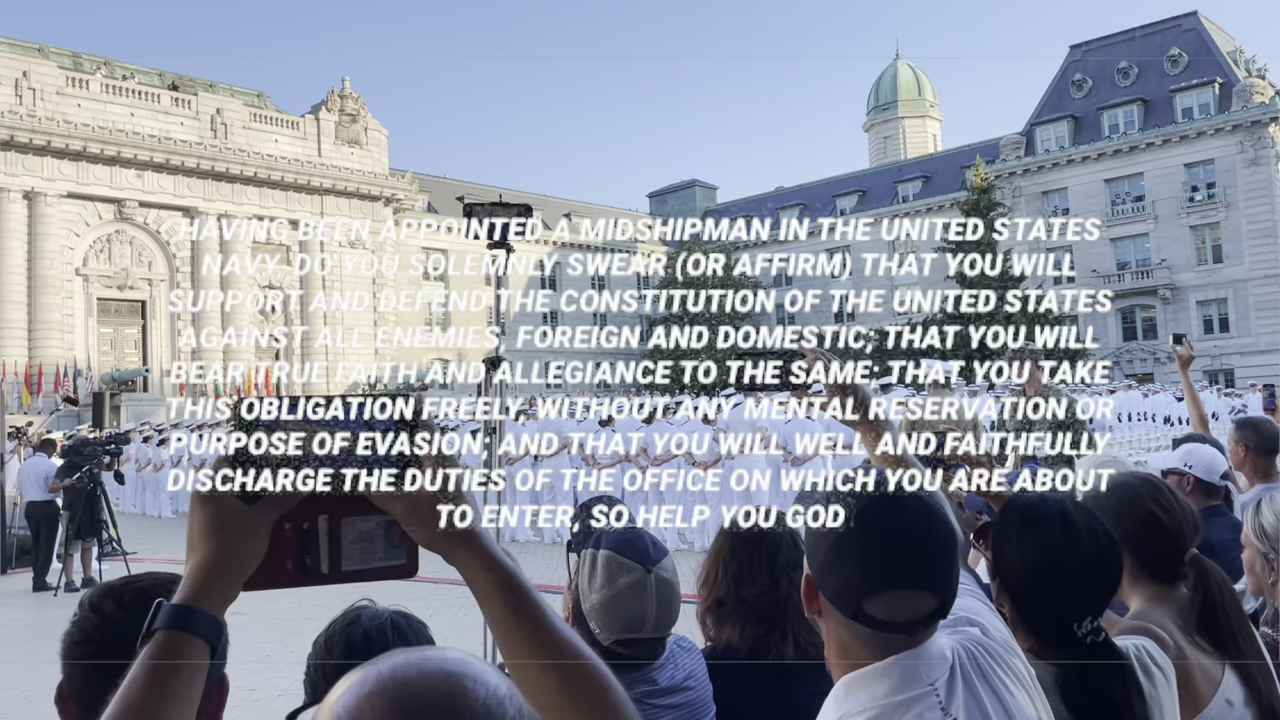 HAVING BEEN APPOINTED A MIDSHIPMAN IN THE UNITED STATES
NAVY, DO YOU SOLEMNLY SWEAR (OR AFFIRM) THAT YOU WILL
SUPPORT AND DEFEND THE CONSTITUTION OF THE UNITED STATES
AGAINST ALL ENEMIES, FOREIGN AND DOMESTIC; THAT YOU WILL
BEAR TRUE FAITH AND ALLEGIANCE TO THE SAME; THAT YOU TAKE
THIS OBLIGATION FREELY, WITHOUT ANY MENTAL RESERVATION OR
PURPOSE OF EVASION; AND THAT YOU WILL WELL AND FAITHFULLY
DISCHARGE THE DUTIES OF THE OFFICE ON WHICH YOU ARE ABOUT
TO ENTER, SO HELP YOU GOD